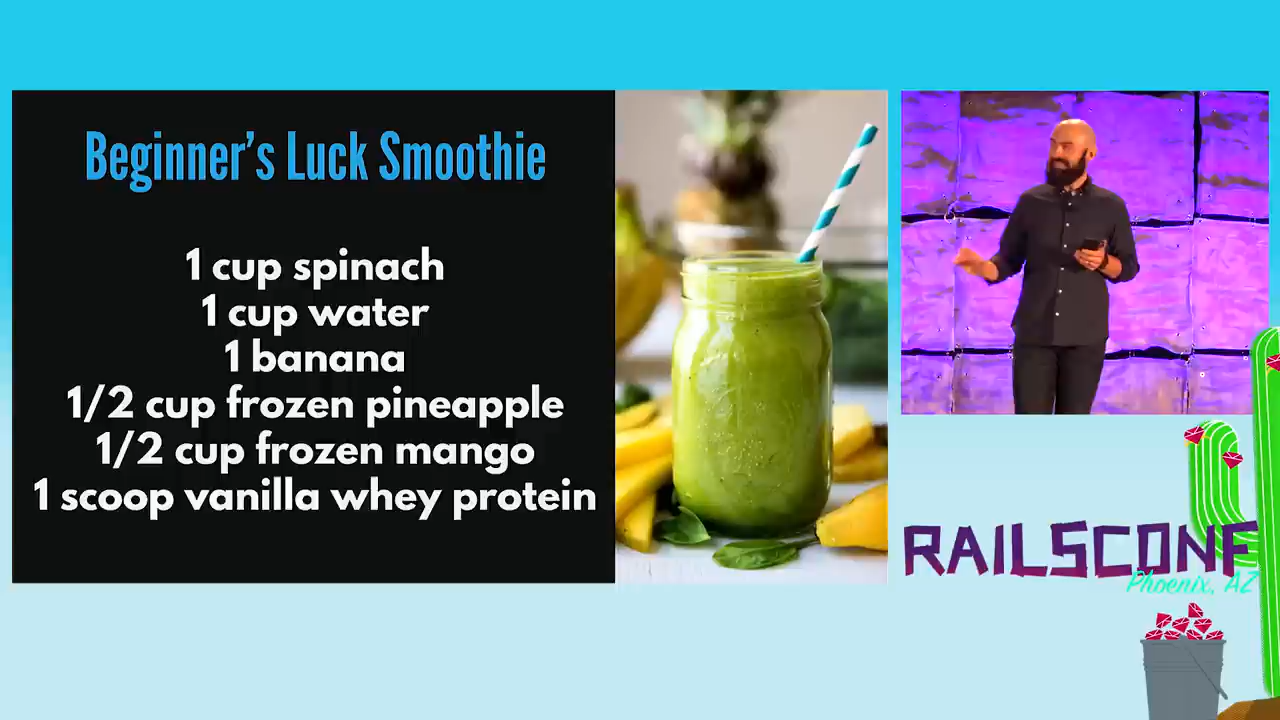 Beginner's Luck Smoothie
1 cup spinach
1 cup water
1 banana
1/2 cup frozen pineapple
1/2 cup frozen mango
1 scoop vanilla whey protein
RAILSCONF
Phoenix, AZ